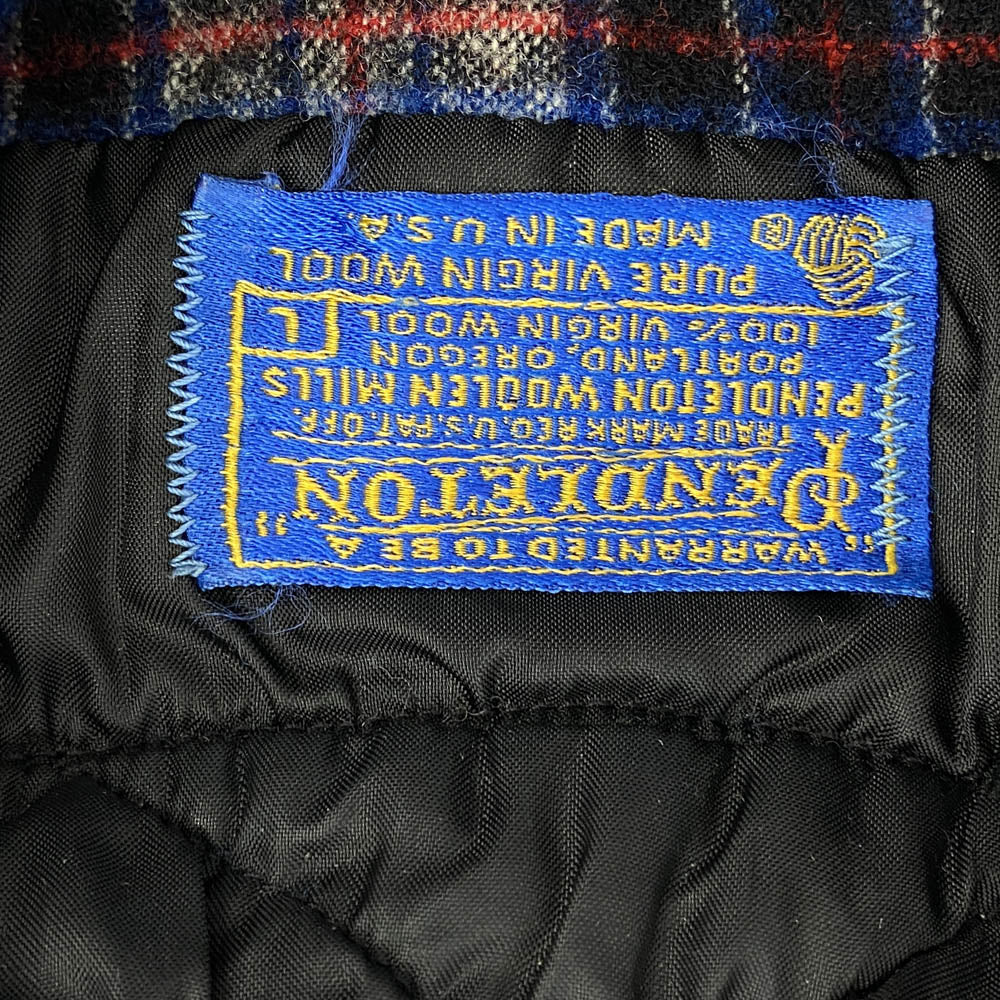 "WARRANTED TO BE A
PENDLETON"
TRADE MARK REG. U.S. PAT. OFF.
PENDLETON WOOLEN MILLS
PORTLAND, OREGON
100% VIRGIN WOOL
L
PURE VIRGIN WOOL
MADE IN U.S.A.
®